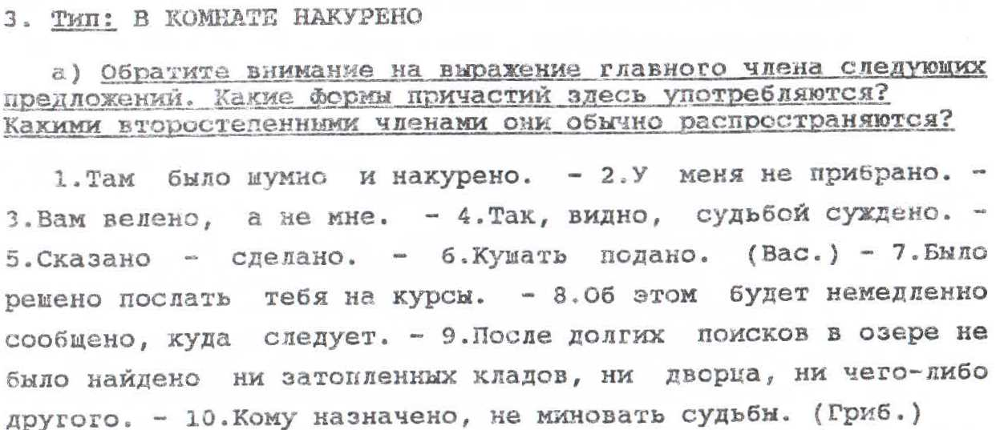 3. Тип: В КОМНАТЕ НАКУРЕНО
а) Обратите внимание на выражение главного члена следующих
предложений. Какие формы причастий здесь употребляются?
Какими второстепенными членами они обычно распространяются?
1.Там было шумно и накурено. - 2.У меня не прибрано. -
3.Вам велено, а не мне. - 4.Так, видно, судьбой суждено. -
5.Сказано - сделано. - 6.Кушать подано. (Вас.) - 7.Было
решено послать тебя на курсы. - 8.Об этом будет немедленно
сообщено, куда следует. - 9.После долгих поисков в озере не
было найдено ни затопленных кладов, ни дворца, ни чего-либо
другого. - 10.Кому назначено, не миновать судьбы. (Гриб.)